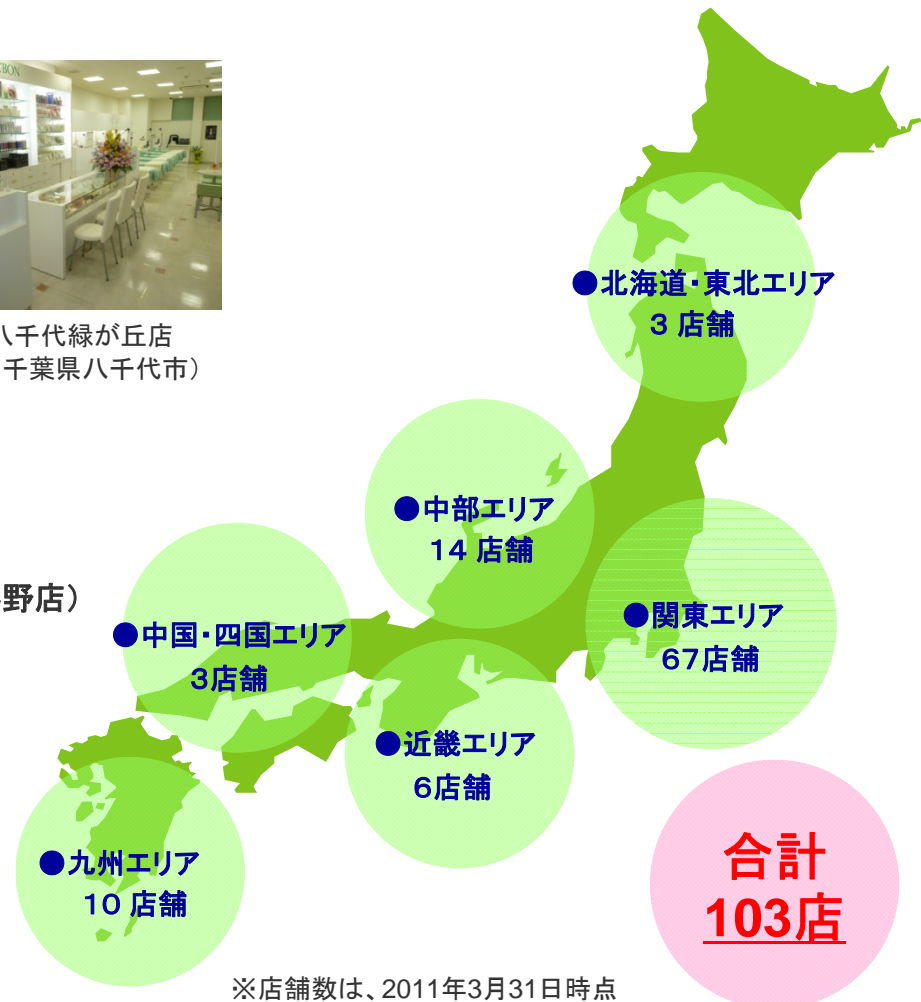 BON
八千代緑が丘店
千葉県八千代市）
●北海道・東北エリア
3 店舗
●中部エリア
14 店舗
野店）
●関東エリア
67店舗
●中国・四国エリア
3店舗
●近畿エリア
6店舗
●九州エリア
10 店舗
合計
103店
※店舗数は、2011年3月31日時点